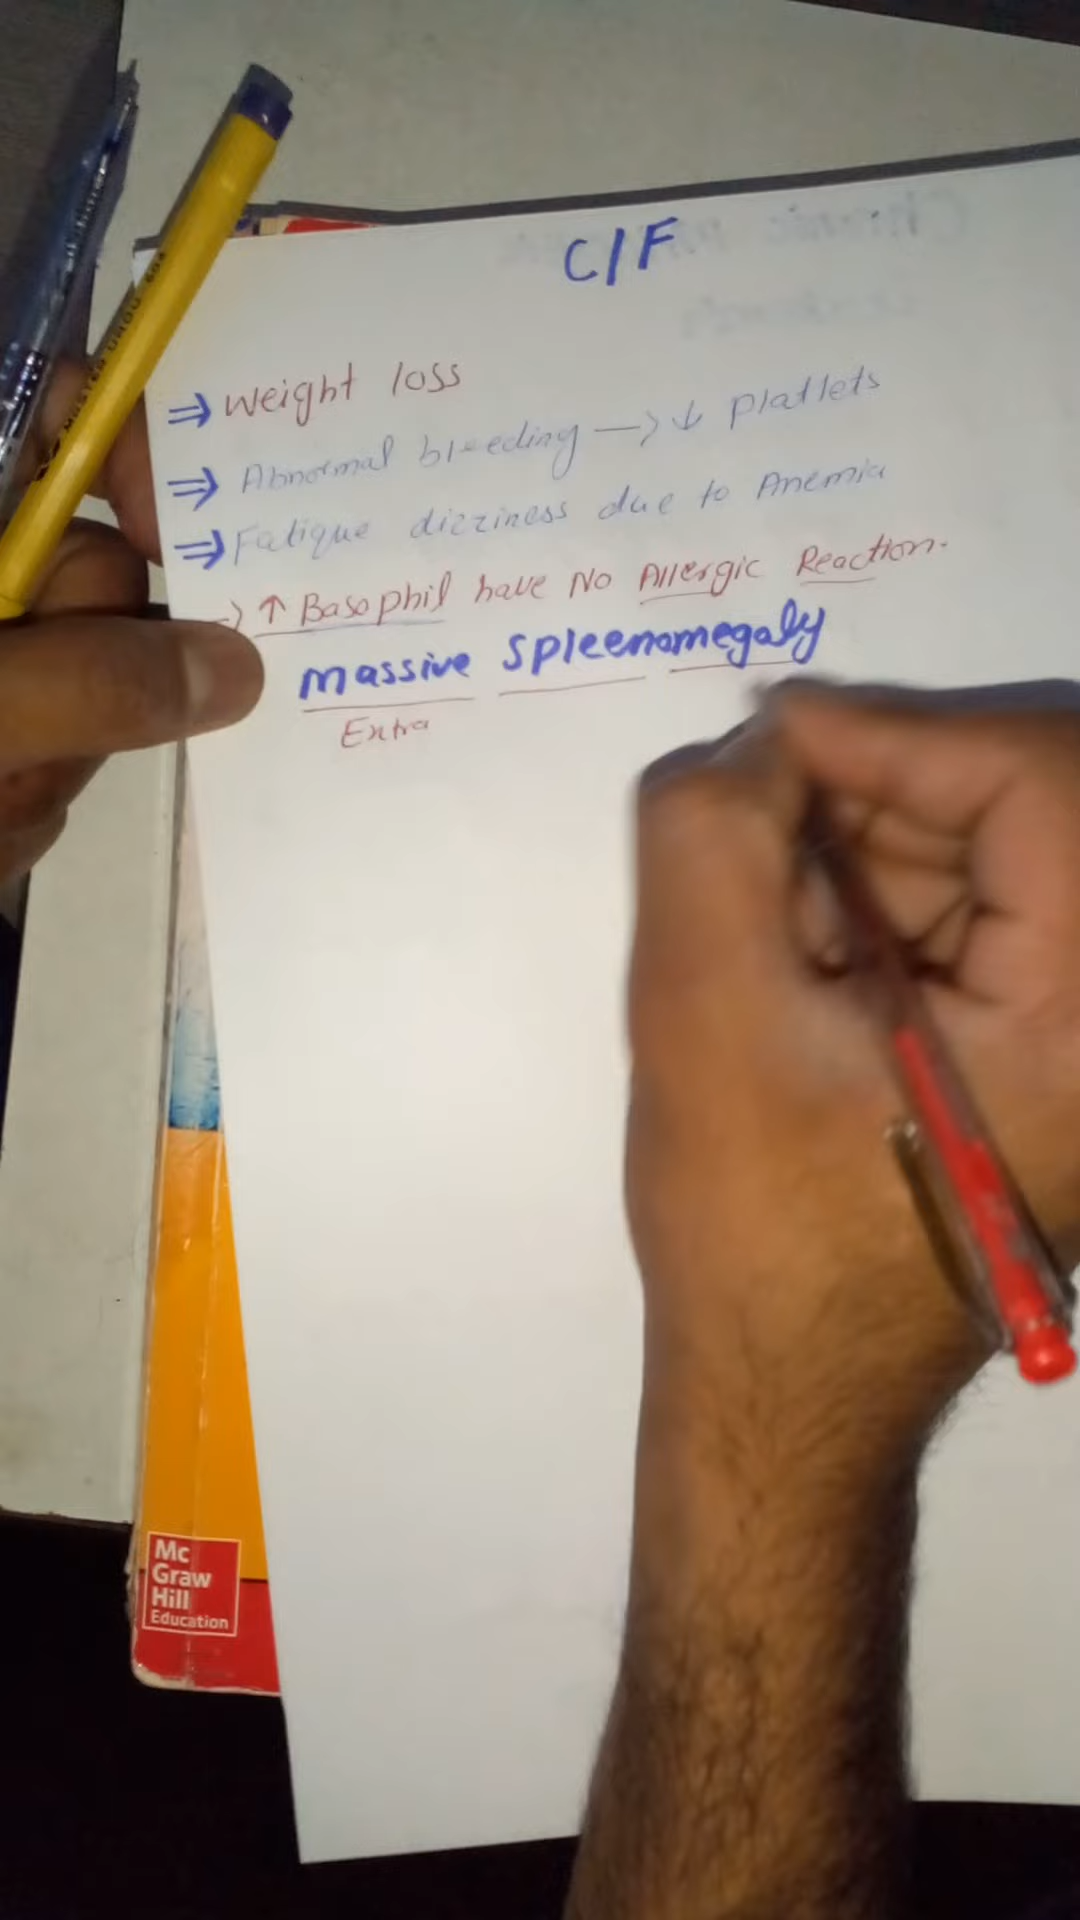 C/F
⇒ Weight loss
⇒ Abnormal bleeding → ↓ Platlets
⇒ Fatique dizziness due to Anemia
→ ↑ Basophil have No Allergic Reaction.
Massive Spleenomegaly
Extra
Mc
Graw
Hill
Education